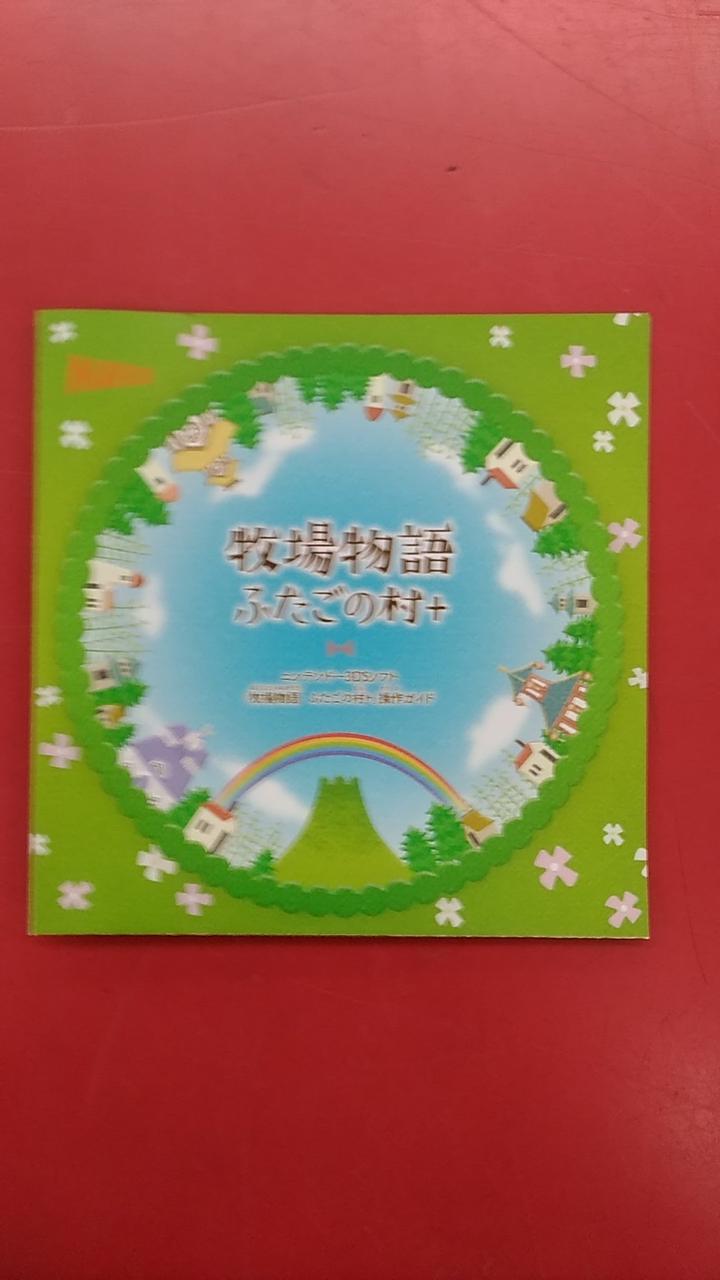 牧場物語
ふたごの村+
ニンテンドー3DSソフト
「牧場物語 ふたごの村+」操作ガイド